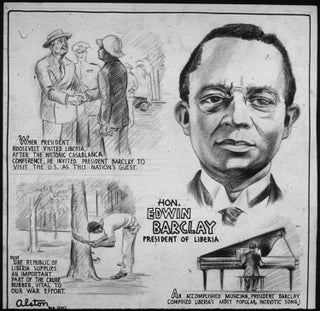 WHEN PRESIDENT
ROOSEVELT VISITED LIBERIA,
AFTER THE HISTORIC CASABLANCA
CONFERENCE, HE INVITED PRESIDENT BARCLAY TO
VISIT THE U.S. AS THIS NATION'S GUEST.
HON.
EDWIN
BARCLAY
PRESIDENT OF LIBERIA
THE REPUBLIC OF
LIBERIA SUPPLIES
AN IMPORTANT
PART OF THE CRUDE
RUBBER, VITAL TO
OUR WAR EFFORT.
AN ACCOMPLISHED MUSICIAN, PRESIDENT BARCLAY
COMPOSED LIBERIA'S MOST POPULAR, PATRIOTIC SONG
Alston